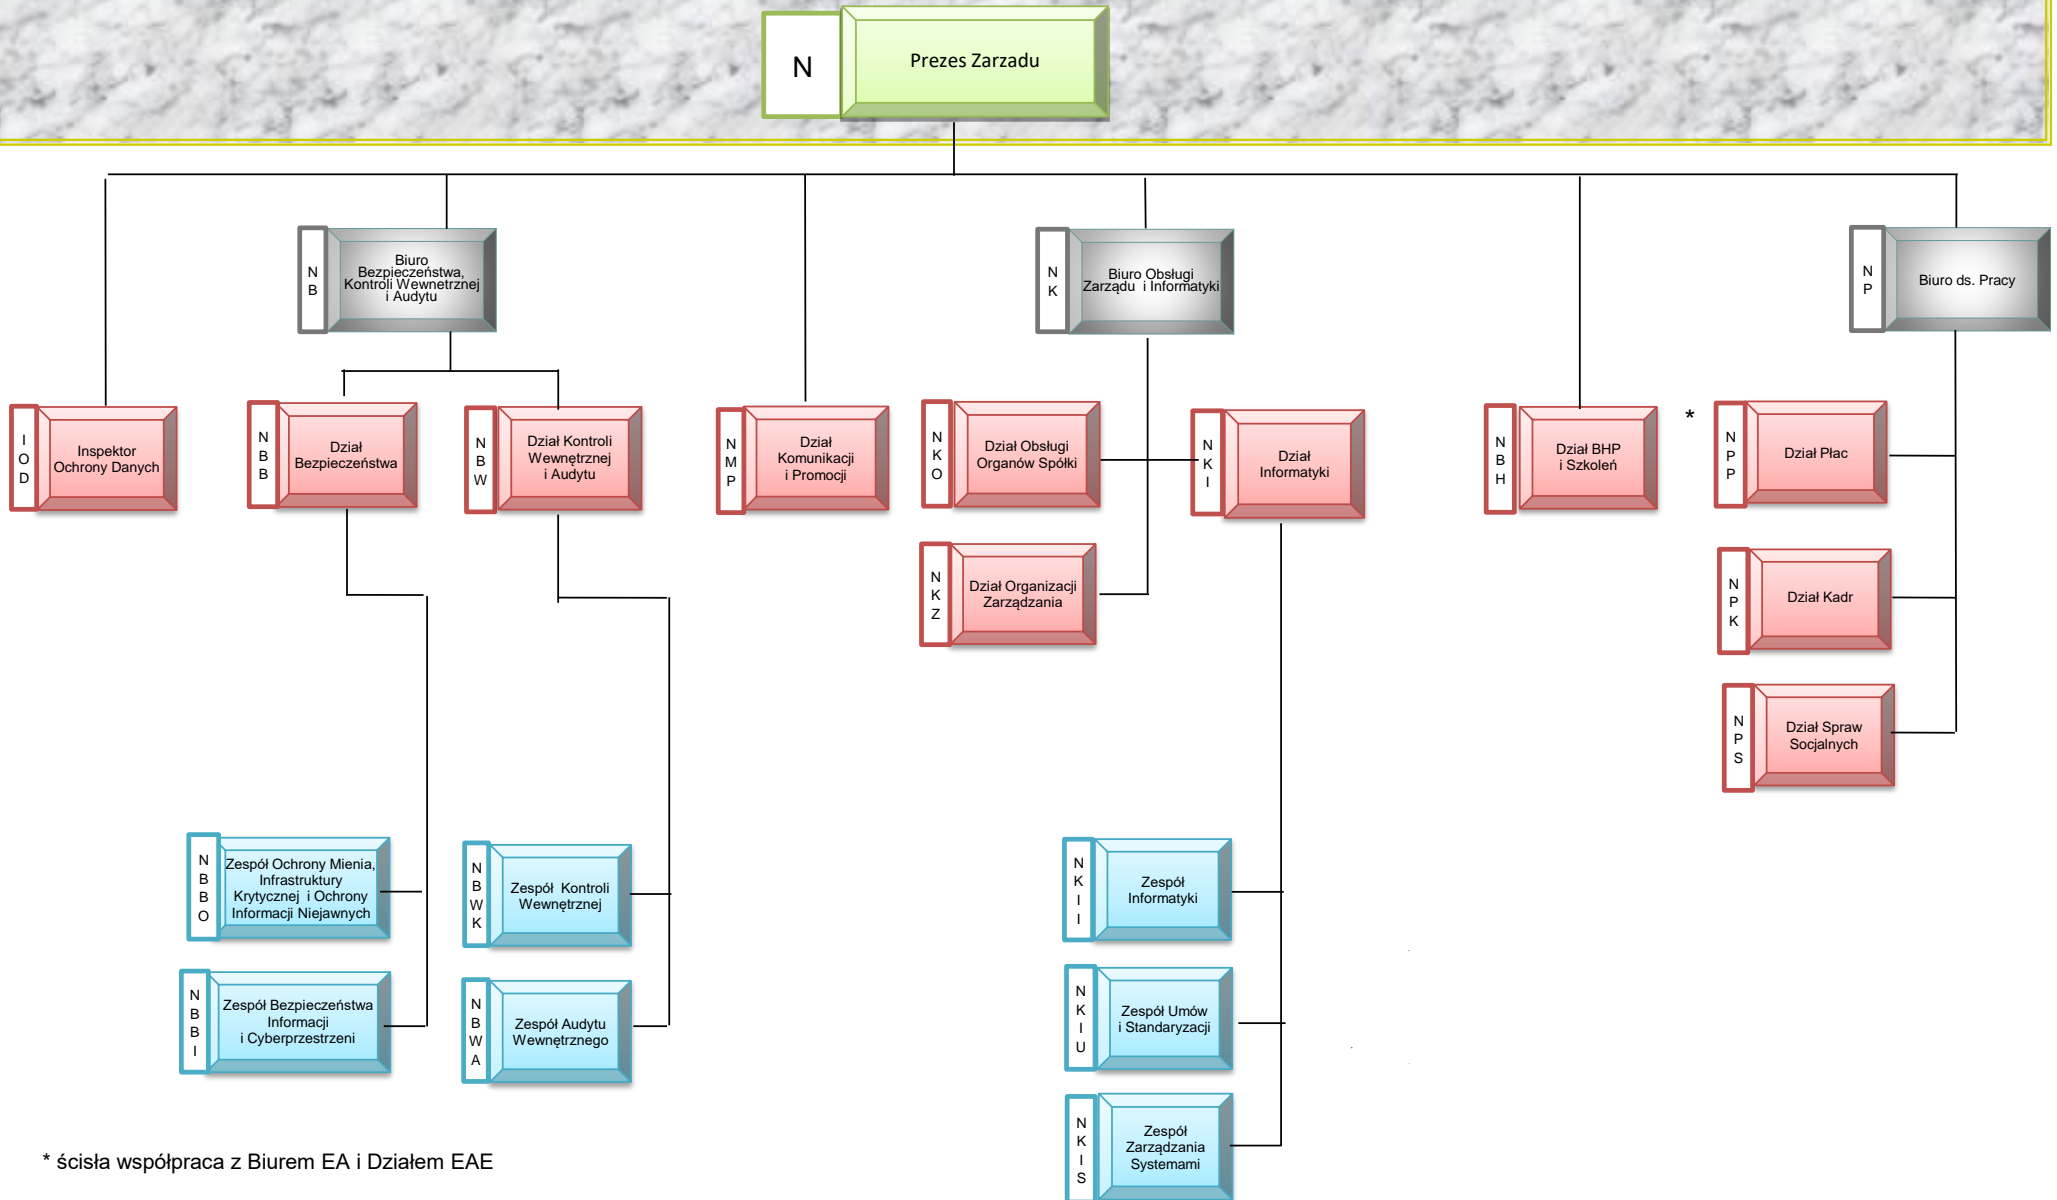 N
Prezes Zarzadu
N
B
Biuro
Bezpieczeństwa,
Kontroli Wewnetrznej
i Audytu
N
K
Biuro Obsługi
Zarządu i Informatyki
N
P
Biuro ds. Pracy
I
O
D
Inspektor
Ochrony Danych
N
B
B
Dział
Bezpieczeństwa
N
B
W
Dział Kontroli
Wewnętrznej
i Audytu
N
M
P
Dział
Komunikacji
i Promocji
N
K
O
Dział Obsługi
Organów Spółki
N
K
I
Dział
Informatyki
N
B
H
Dział BHP
i Szkoleń
*
N
P
P
Dział Płac
N
K
Z
Dział Organizacji
Zarządzania
N
P
K
Dział Kadr
N
P
S
Dział Spraw
Socjalnych
N
B
B
O
Zespół Ochrony Mienia,
Infrastruktury
Krytycznej i Ochrony
Informacji Niejawnych
N
B
W
K
Zespół Kontroli
Wewnętrznej
N
K
I
I
Zespół
Informatyki
N
B
B
I
Zespół Bezpieczeństwa
Informacji
i Cyberprzestrzeni
N
B
W
A
Zespół Audytu
Wewnętrznego
N
K
I
U
Zespół Umów
i Standaryzacji
N
K
I
S
Zespół
Zarządzania
Systemami
* ścisła współpraca z Biurem EA i Działem EAE